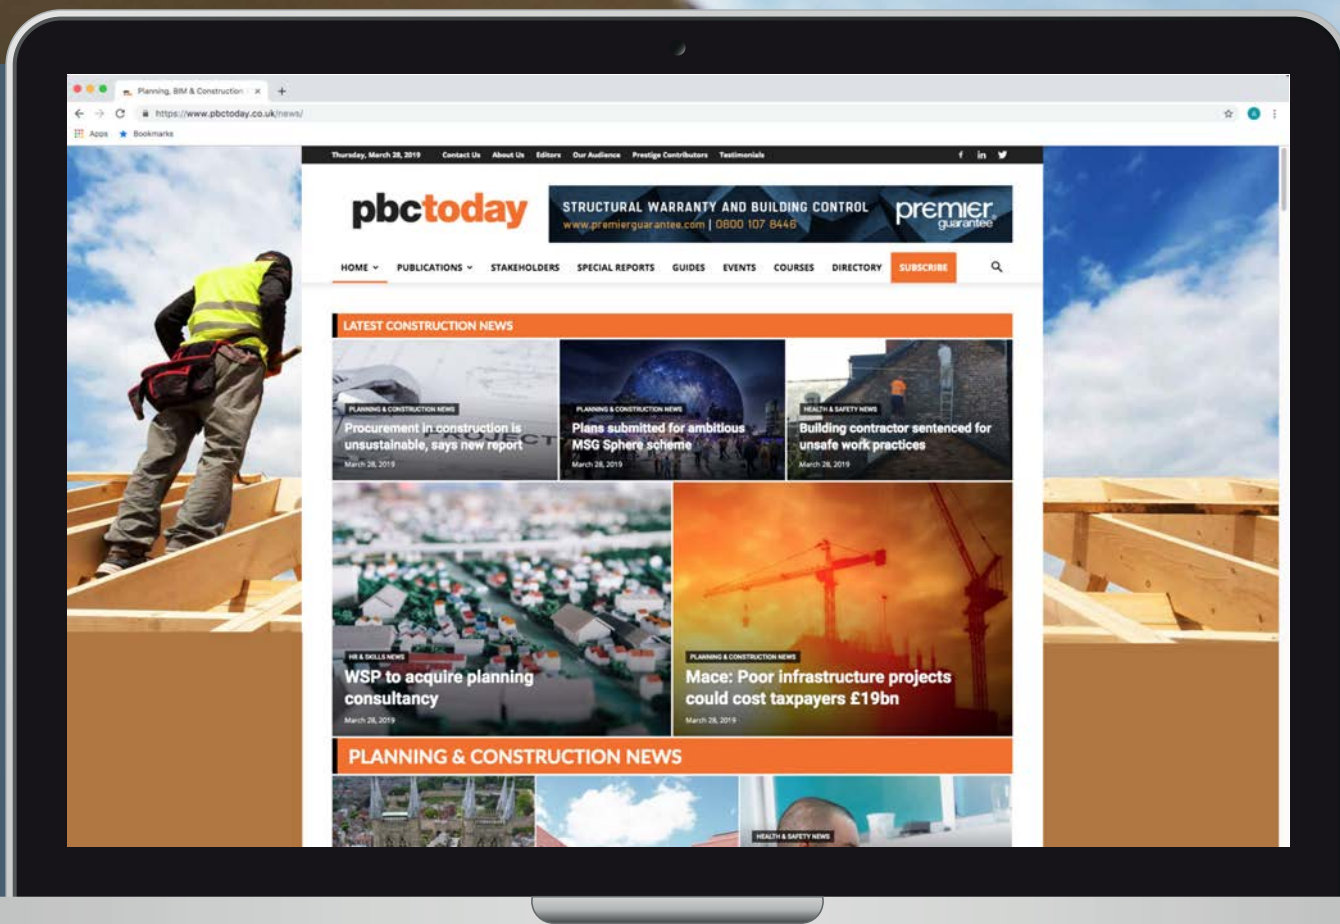 Planning, BIM & Construction
https://www.pbctoday.co.uk/news/
Apps Bookmarks
Thursday, March 28, 2019 Contact Us About Us Editors Our Audience Prestige Contributors Testimonials
pbctoday
STRUCTURAL WARRANTY AND BUILDING CONTROL
www.premierguarantee.com | 0800 107 8446
premier
guarantee
HOME PUBLICATIONS STAKEHOLDERS SPECIAL REPORTS GUIDES EVENTS COURSES DIRECTORY SUBSCRIBE
LATEST CONSTRUCTION NEWS
PROJECT
PLANNING & CONSTRUCTION NEWS
Procurement in construction is
unsustainable, says new report
March 28, 2019
PLANNING & CONSTRUCTION NEWS
Plans submitted for ambitious
MSG Sphere scheme
March 28, 2019
HEALTH & SAFETY NEWS
Building contractor sentenced for
unsafe work practices
March 28, 2019
HR & SKILLS NEWS
WSP to acquire planning
consultancy
March 28, 2019
PLANNING & CONSTRUCTION NEWS
Mace: Poor infrastructure projects
could cost taxpayers £19bn
March 28, 2019
PLANNING & CONSTRUCTION NEWS
HEALTH & SAFETY NEWS